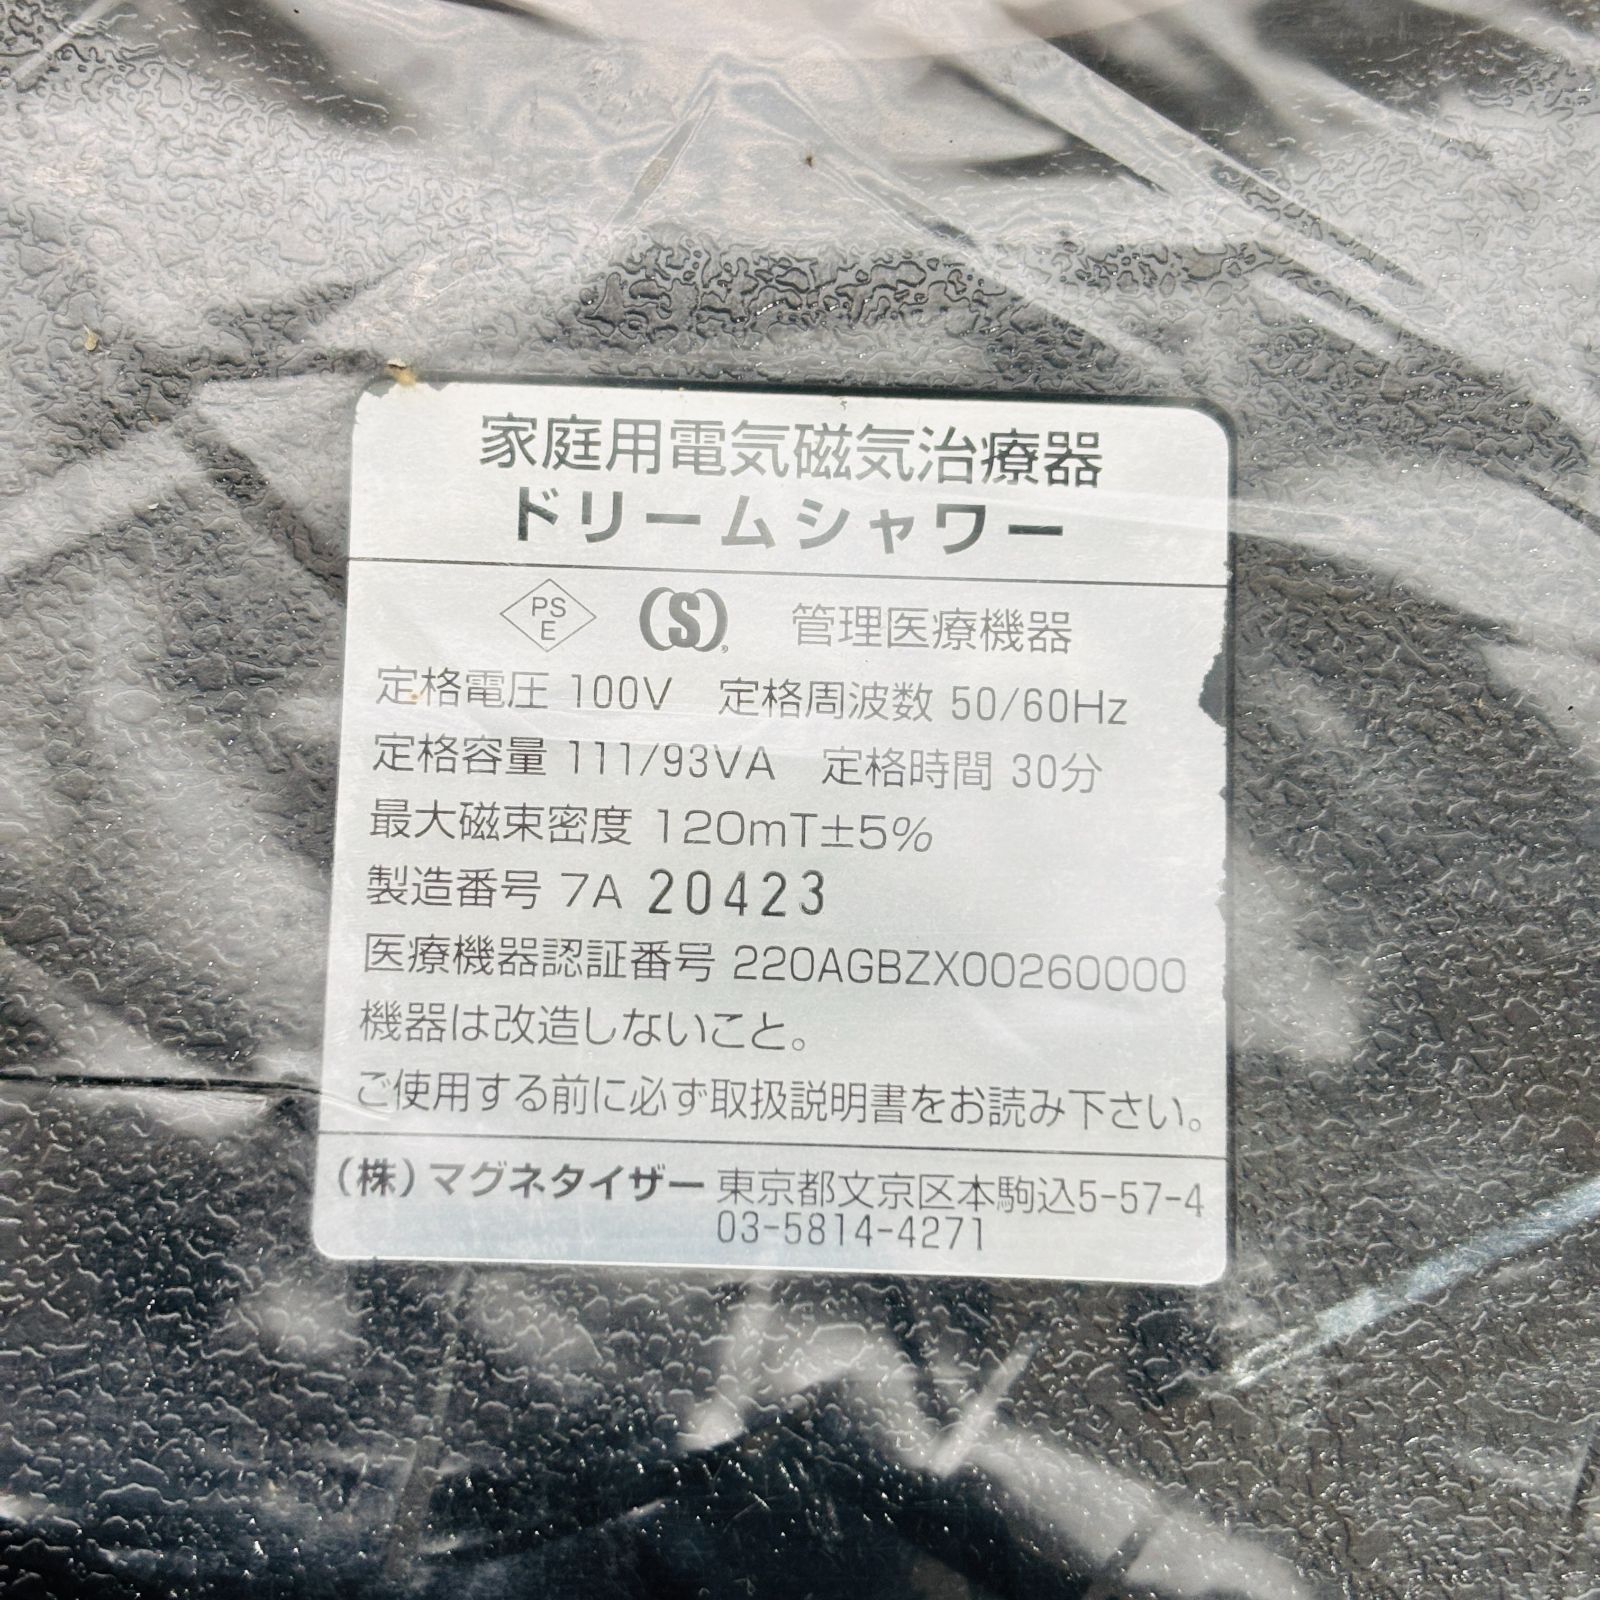 家庭用電気磁気治療器
ドリームシャワー
PS E (S) 管理医療機器
定格電圧 100V 定格周波数 50/60Hz
定格容量 111/93VA 定格時間 30分
最大磁束密度 120mT±5%
製造番号 7A 20423
医療機器認証番号 220AGBZX00260000
機器は改造しないこと。
ご使用する前に必ず取扱説明書をお読み下さい。
(株)マグネタイザー 東京都文京区本駒込5-57-4
03-5814-4271